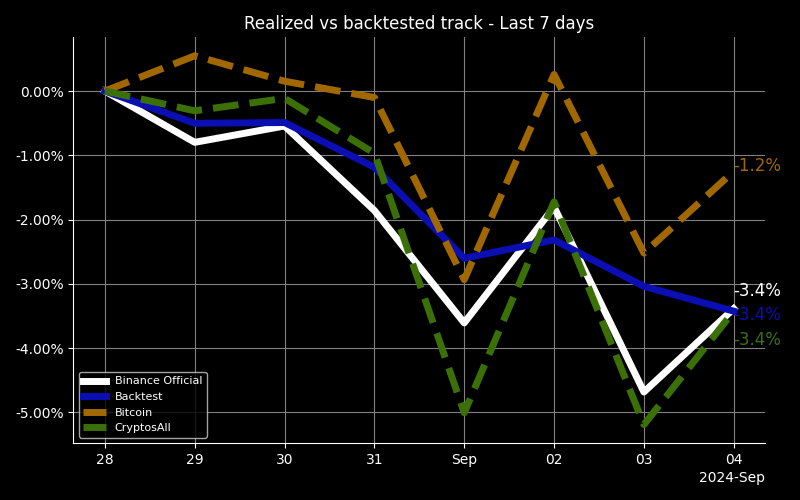 Realized vs backtested track - Last 7 days
0.00%
-1.00%
-2.00%
-3.00%
-4.00%
-5.00%
-1.2%
-3.4%
-3.4%
-3.4%
Binance Official
Backtest
Bitcoin
CryptosAll
28 29 30 31 Sep 02 03 04
2024-Sep